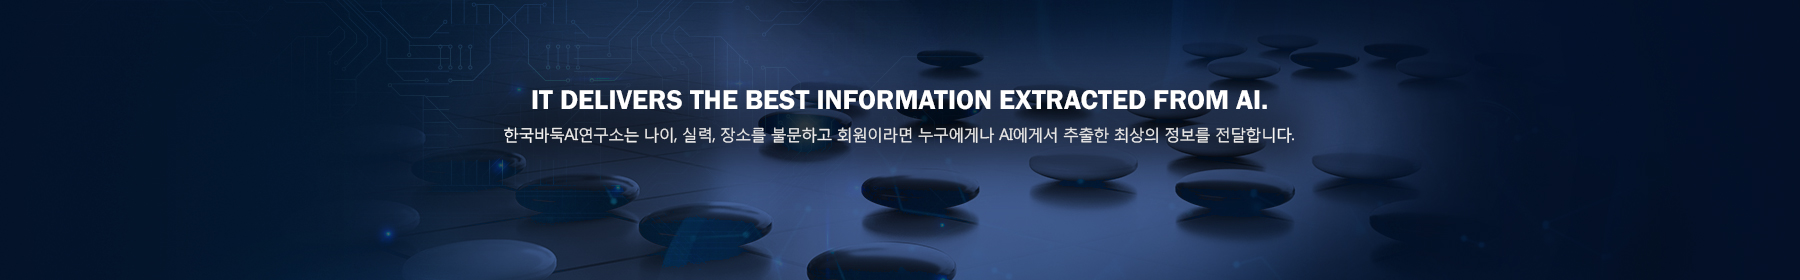 IT DELIVERS THE BEST INFORMATION EXTRACTED FROM AI.
한국바둑AI연구소는 나이, 실력, 장소를 불문하고 회원이라면 누구에게나 AI에게서 추출한 최상의 정보를 전달합니다.